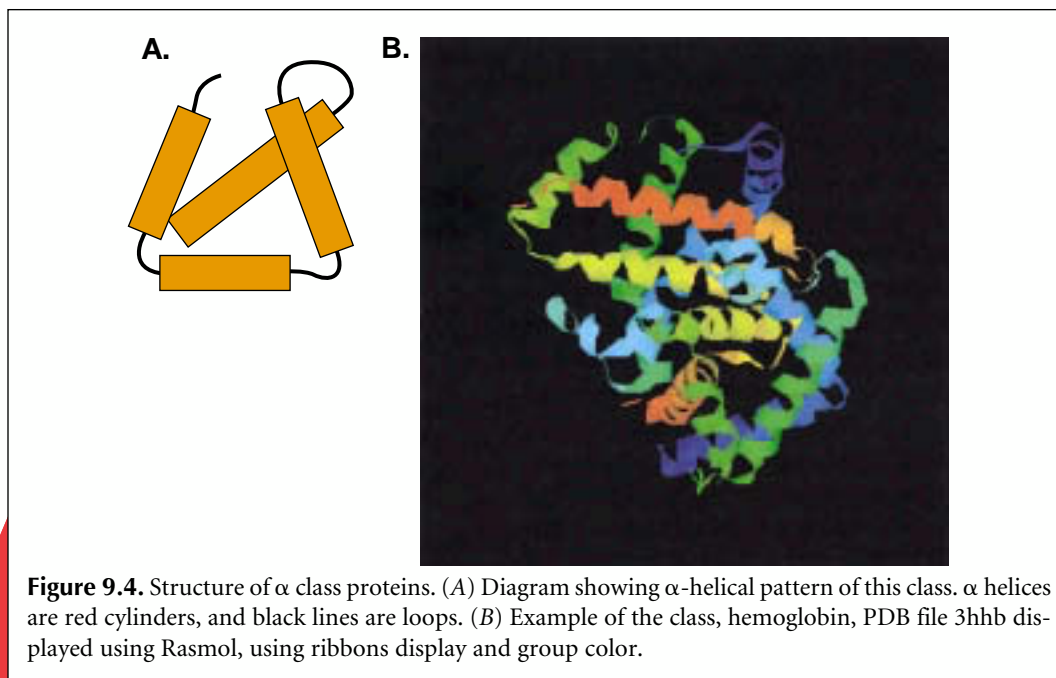 A.
B.
Figure 9.4. Structure of α class proteins. (A) Diagram showing α-helical pattern of this class. α helices
are red cylinders, and black lines are loops. (B) Example of the class, hemoglobin, PDB file 3hhb dis-
played using Rasmol, using ribbons display and group color.